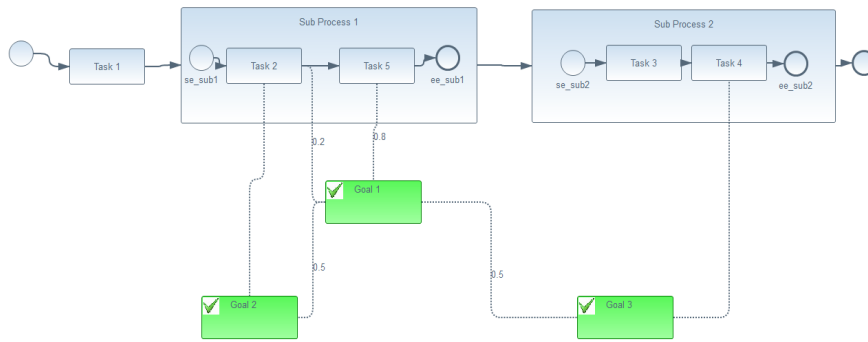 Sub Process 1
Sub Process 2
Task 1
Task 2
Task 5
Task 3
Task 4
se_sub1
ee_sub1
se_sub2
ee_sub2
0.2
0.8
Goal 1
0.5
0.5
Goal 2
Goal 3